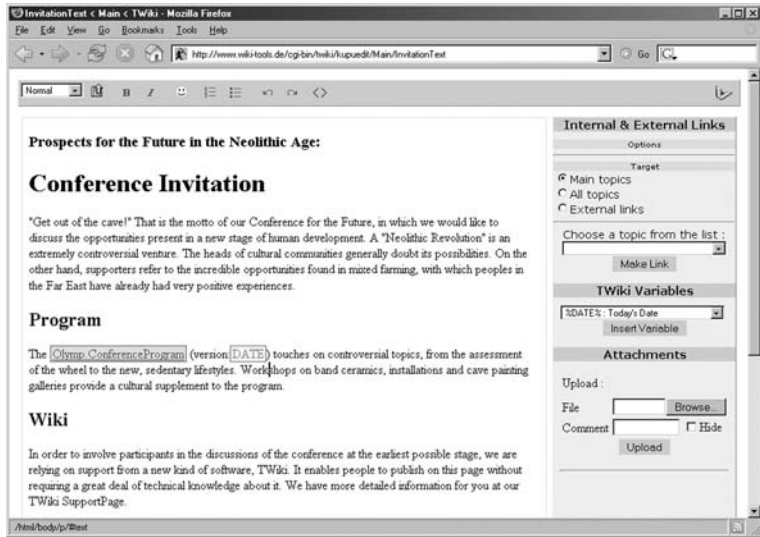 InvitationText < Main < TWiki - Mozilla Firefox
File Edit View Go Bookmarks Tools Help
http://www.wiki-tools.de/cgi-bin/twiki/kupuedit/Main/InvitationText Go G
Normal B I
Prospects for the Future in the Neolithic Age:
Conference Invitation
"Get out of the cave!" That is the motto of our Conference for the Future, in which we would like to
discuss the opportunities present in a new stage of human development. A "Neolithic Revolution" is an
extremely controversial venture. The heads of cultural communities generally doubt its possibilities. On the
other hand, supporters refer to the incredible opportunities found in mixed farming, with which peoples in
the Far East have already had very positive experiences.
Program
The Olymp.ConferenceProgram (version DATE) touches on controversial topics, from the assessment
of the wheel to the new, sedentary lifestyles. Workshops on band ceramics, installations and cave painting
galleries provide a cultural supplement to the program.
Wiki
In order to involve participants in the discussions of the conference at the earliest possible stage, we are
relying on support from a new kind of software, TWiki. It enables people to publish on this page without
requiring a great deal of technical knowledge about it. We have more detailed information for you at our
TWiki SupportPage.
Internal & External Links
Options
Target
Main topics
All topics
External links
Choose a topic from the list :
Make Link
TWiki Variables
%DATE% : Today's Date
Insert Variable
Attachments
Upload :
File Browse...
Comment Hide
Upload
/html/body/p/#text